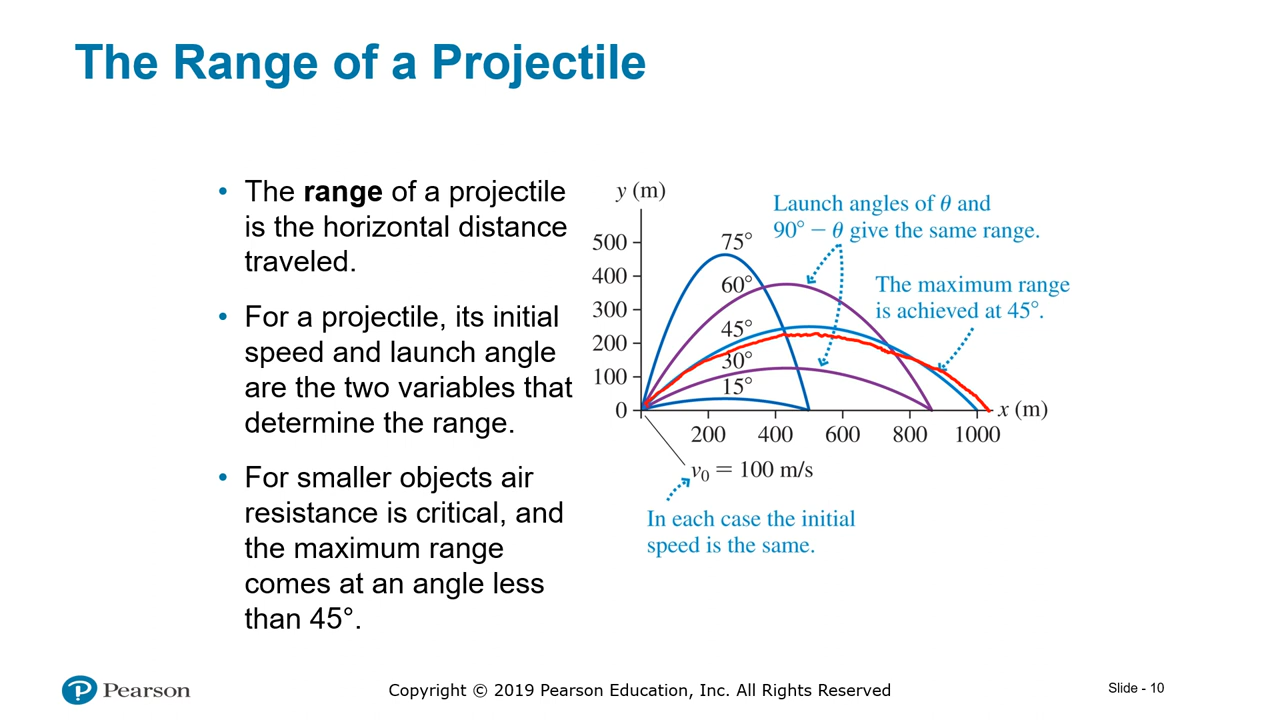 The Range of a Projectile
• The range of a projectile
is the horizontal distance
traveled.
• For a projectile, its initial
speed and launch angle
are the two variables that
determine the range.
• For smaller objects air
resistance is critical, and
the maximum range
comes at an angle less
than 45°.
y (m)
Launch angles of θ and
90° − θ give the same range.
The maximum range
is achieved at 45°.
500
400
300
200
100
0
75°
60°
45°
30°
15°
x (m)
200 400 600 800 1000
v₀ = 100 m/s
In each case the initial
speed is the same.
P Pearson
Copyright © 2019 Pearson Education, Inc. All Rights Reserved
Slide - 10